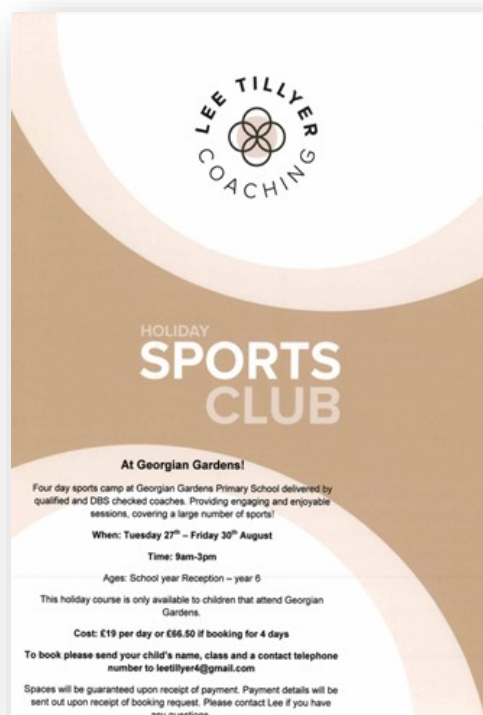 LEE TILLYER
COACHING
HOLIDAY
SPORTS
CLUB
At Georgian Gardens!
Four day sports camp at Georgian Gardens Primary School delivered by
qualified and DBS checked coaches. Providing engaging and enjoyable
sessions, covering a large number of sports!
When: Tuesday 27th – Friday 30th August
Time: 9am-3pm
Ages: School year Reception – year 6
This holiday course is only available to children that attend Georgian
Gardens.
Cost: £19 per day or £66.50 if booking for 4 days
To book please send your child's name, class and a contact telephone
number to leetillyer4@gmail.com
Spaces will be guaranteed upon receipt of payment. Payment details will be
sent out upon receipt of booking request. Please contact Lee if you have
any questions